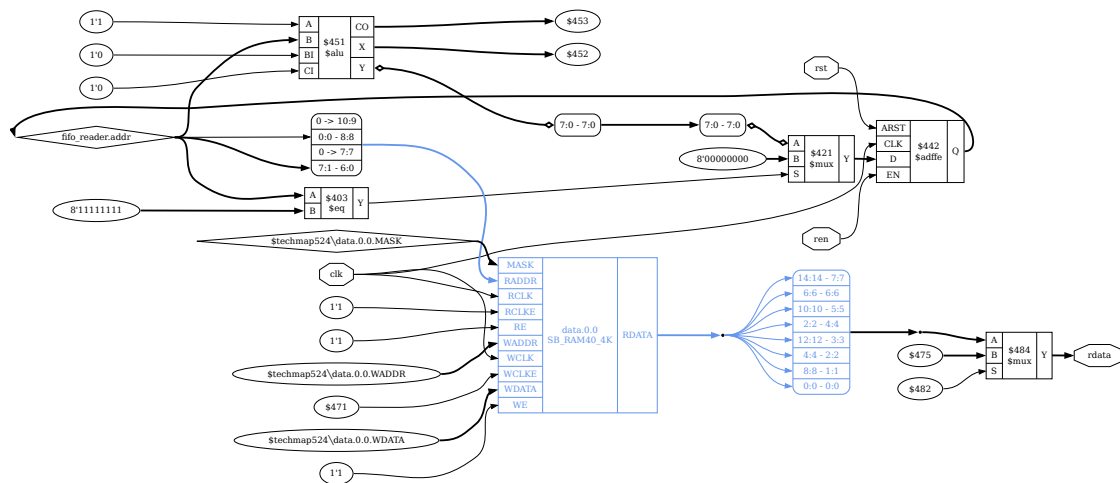 1'1
1'0
1'0
A
B
BI
CI
$451
$alu
CO
X
Y
$453
$452
fifo_reader.addr
0 -> 10:9
0:0 - 8:8
0 -> 7:7
7:1 - 6:0
8'11111111
A
B
$403
$eq
Y
7:0 - 7:0
7:0 - 7:0
8'00000000
A
B
S
$421
$mux
Y
rst
ren
ARST
CLK
D
EN
$442
$adffe
Q
$techmap524\data.0.0.MASK
clk
1'1
1'1
$techmap524\data.0.0.WADDR
$471
$techmap524\data.0.0.WDATA
1'1
MASK
RADDR
RCLK
RCLKE
RE
WADDR
WCLK
WCLKE
WDATA
WE
data.0.0
SB_RAM40_4K
RDATA
14:14 - 7:7
6:6 - 6:6
10:10 - 5:5
2:2 - 4:4
12:12 - 3:3
4:4 - 2:2
8:8 - 1:1
0:0 - 0:0
$475
$482
A
B
S
$484
$mux
Y
rdata